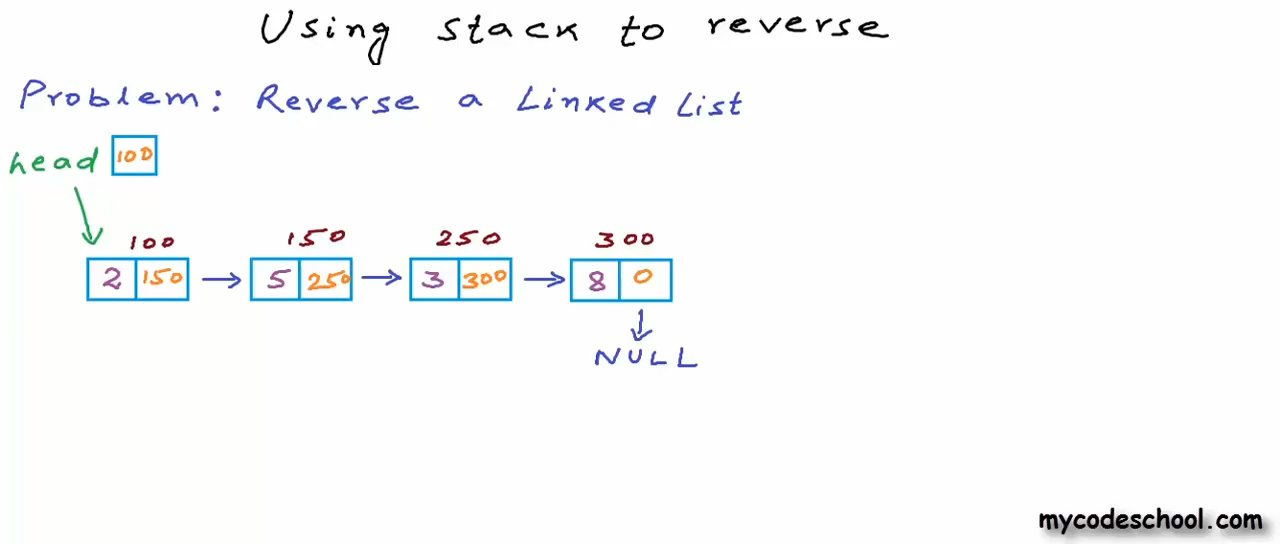 Using stack to reverse
Problem: Reverse a Linked List
head 100
100 150 250 300
2 150 5 250 3 300 8 0
NULL
mycodeschool.com